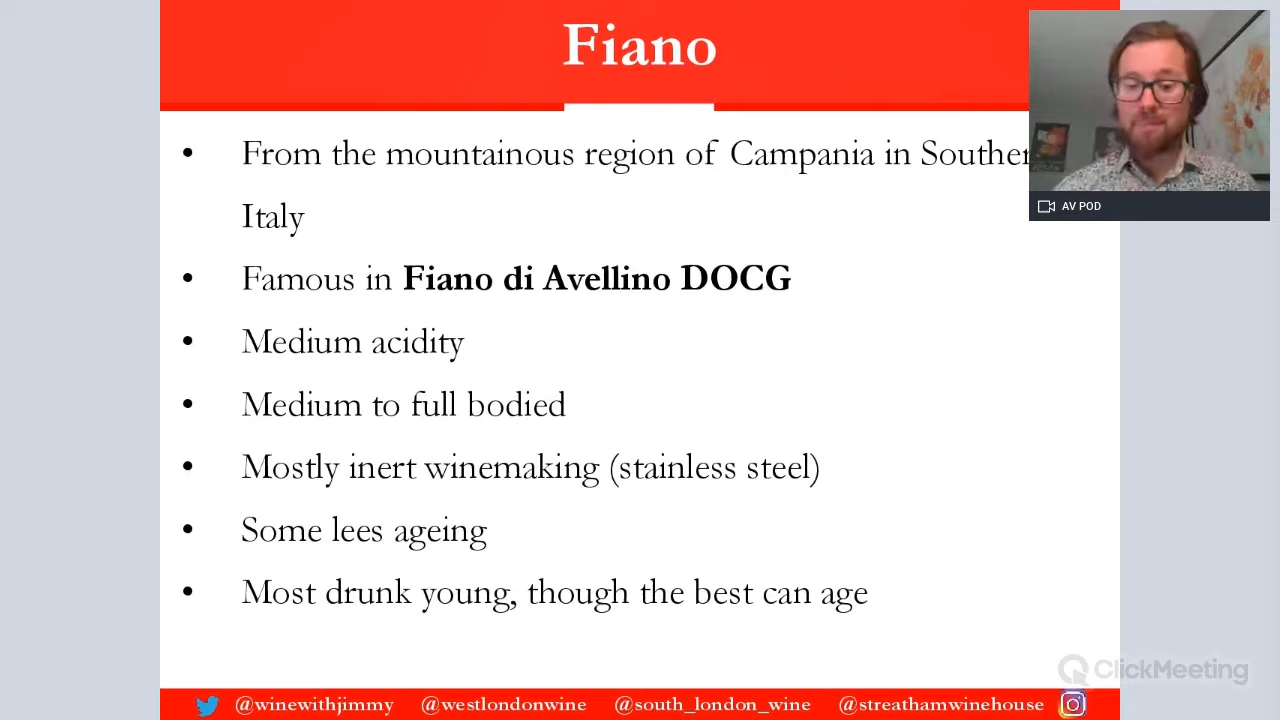 Fiano
• From the mountainous region of Campania in Souther
Italy
• Famous in Fiano di Avellino DOCG
• Medium acidity
• Medium to full bodied
• Mostly inert winemaking (stainless steel)
• Some lees ageing
• Most drunk young, though the best can age
AV POD
ClickMeeting
@winewithjimmy @westlondonwine @south_london_wine @streathamwinehouse